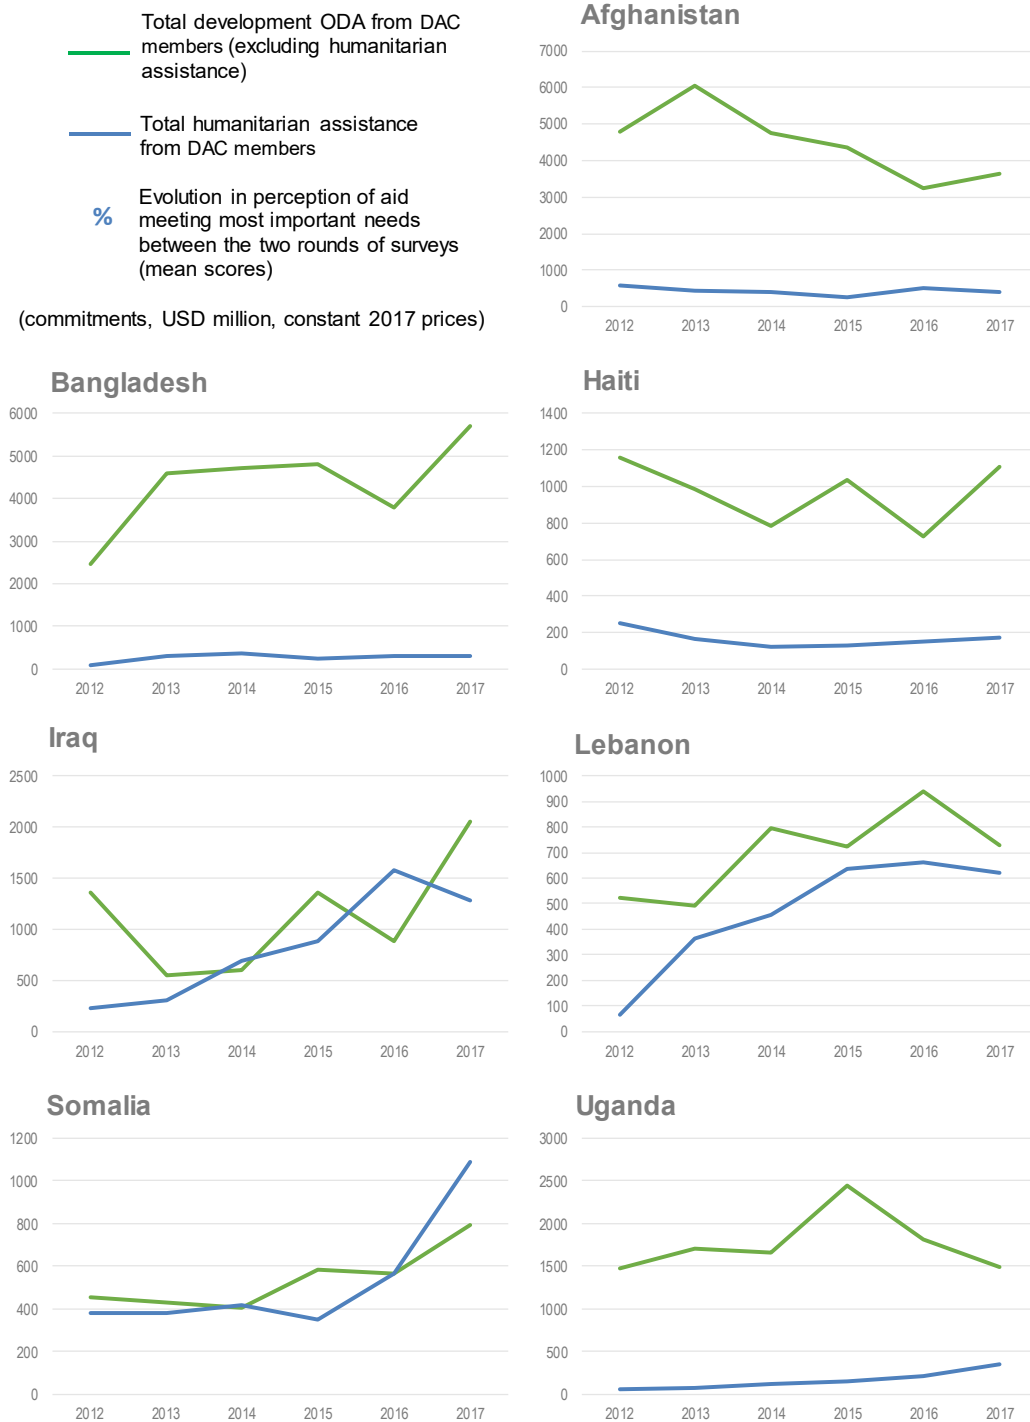 Total development ODA from DAC
members (excluding humanitarian
assistance)
Total humanitarian assistance
from DAC members
%
Evolution in perception of aid
meeting most important needs
between the two rounds of surveys
(mean scores)
(commitments, USD million, constant 2017 prices)
Afghanistan
7000
6000
5000
4000
3000
2000
1000
0
2012 2013 2014 2015 2016 2017
Bangladesh
6000
5000
4000
3000
2000
1000
0
2012 2013 2014 2015 2016 2017
Haiti
1400
1200
1000
800
600
400
200
0
2012 2013 2014 2015 2016 2017
Iraq
2500
2000
1500
1000
500
0
2012 2013 2014 2015 2016 2017
Lebanon
1000
900
800
700
600
500
400
300
200
100
0
2012 2013 2014 2015 2016 2017
Somalia
1200
1000
800
600
400
200
0
2012 2013 2014 2015 2016 2017
Uganda
3000
2500
2000
1500
1000
500
0
2012 2013 2014 2015 2016 2017